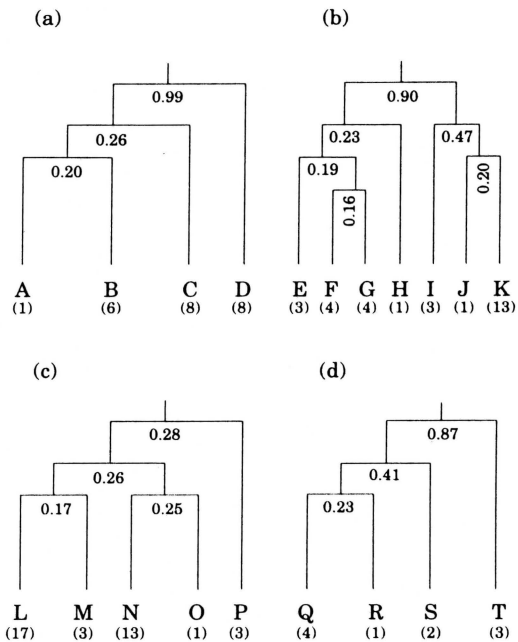 (a) (b)
0.99 0.90
0.26 0.23 0.47
0.20 0.19 0.20
0.16
A B C D E F G H I J K
(1) (6) (8) (8) (3) (4) (4) (1) (3) (1) (13)
(c) (d)
0.28 0.87
0.26 0.41
0.17 0.25 0.23
L M N O P Q R S T
(17) (3) (13) (1) (3) (4) (1) (2) (3)